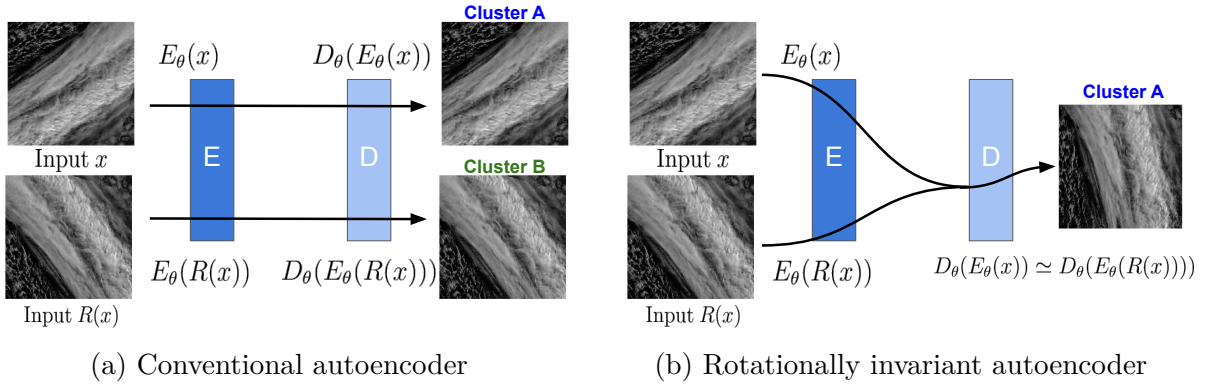 Cluster A
E_θ(x)
D_θ(E_θ(x))
E
D
Input x
Cluster B
E_θ(R(x))
D_θ(E_θ(R(x)))
Input R(x)
(a) Conventional autoencoder
E_θ(x)
Cluster A
E
D
Input x
E_θ(R(x))
D_θ(E_θ(x)) ≃ D_θ(E_θ(R(x))))
Input R(x)
(b) Rotationally invariant autoencoder